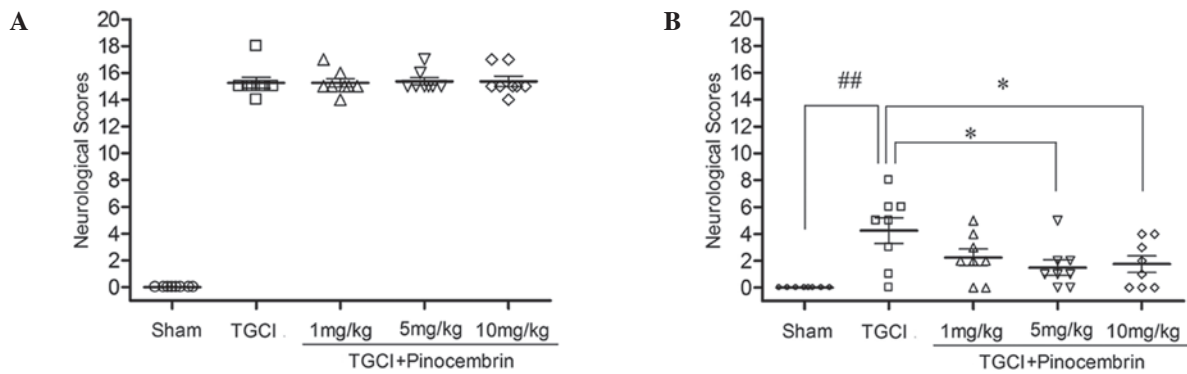 A
Neurological Scores
20
18
16
14
12
10
8
6
4
2
0
Sham
TGCI
1mg/kg
5mg/kg
10mg/kg
TGCI+Pinocembrin
B
Neurological Scores
20
18
16
14
12
10
8
6
4
2
0
##
*
*
Sham
TGCI
1mg/kg
5mg/kg
10mg/kg
TGCI+Pinocembrin